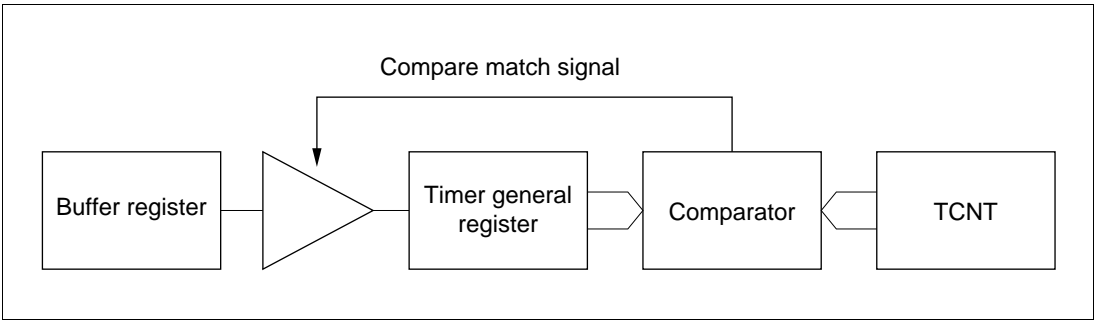 Compare match signal
Buffer register
Timer general
register
Comparator
TCNT